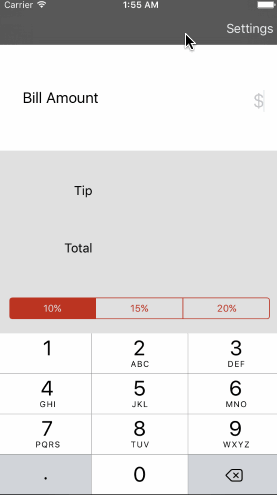 Carrier 1:55 AM
Settings
Bill Amount $
Tip
Total
10% 15% 20%
1 2 3
ABC DEF
4 5 6
GHI JKL MNO
7 8 9
PQRS TUV WXYZ
. 0